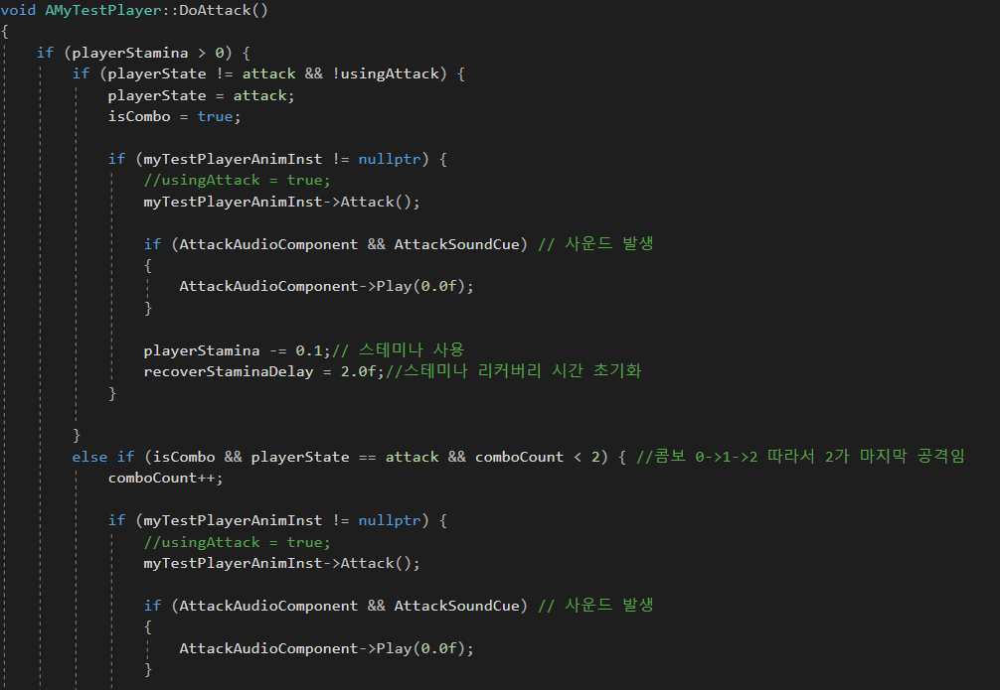 void AMyTestPlayer::DoAttack()
{
    if (playerStamina > 0) {
        if (playerState != attack && !usingAttack) {
            playerState = attack;
            isCombo = true;

            if (myTestPlayerAnimInst != nullptr) {
                //usingAttack = true;
                myTestPlayerAnimInst->Attack();

                if (AttackAudioComponent && AttackSoundCue) // 사운드 발생
                {
                    AttackAudioComponent->Play(0.0f);
                }

                playerStamina -= 0.1;// 스테미나 사용
                recoverStaminaDelay = 2.0f;//스테미나 리커버리 시간 초기화
            }

        }
        else if (isCombo && playerState == attack && comboCount < 2) { //콤보 0->1->2 따라서 2가 마지막 공격임
            comboCount++;

            if (myTestPlayerAnimInst != nullptr) {
                //usingAttack = true;
                myTestPlayerAnimInst->Attack();

                if (AttackAudioComponent && AttackSoundCue) // 사운드 발생
                {
                    AttackAudioComponent->Play(0.0f);
                }